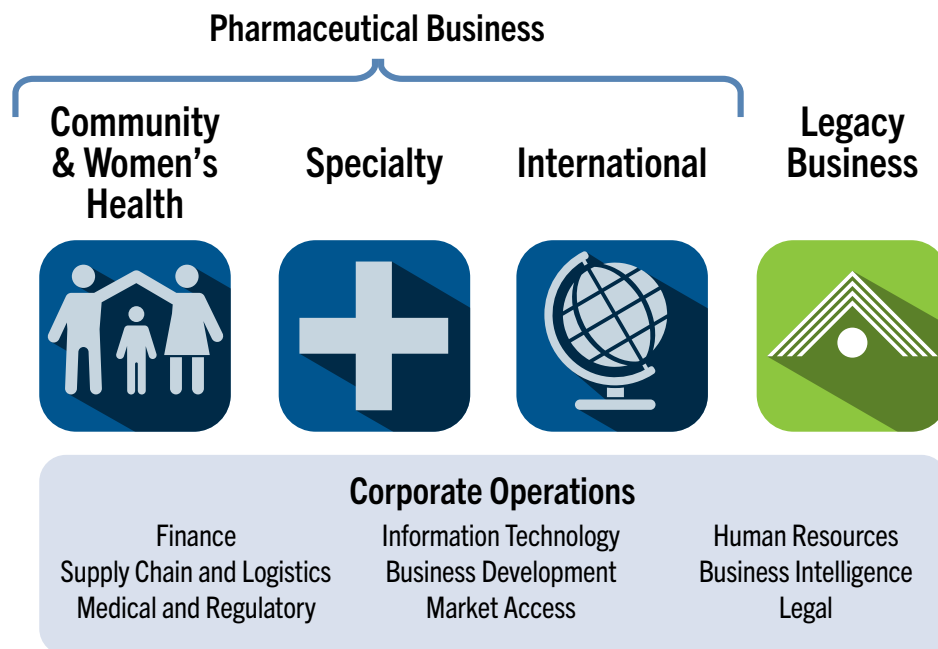 Pharmaceutical Business
Community
& Women's
Health
Specialty
International
Legacy
Business
Corporate Operations
Finance
Supply Chain and Logistics
Medical and Regulatory
Information Technology
Business Development
Market Access
Human Resources
Business Intelligence
Legal